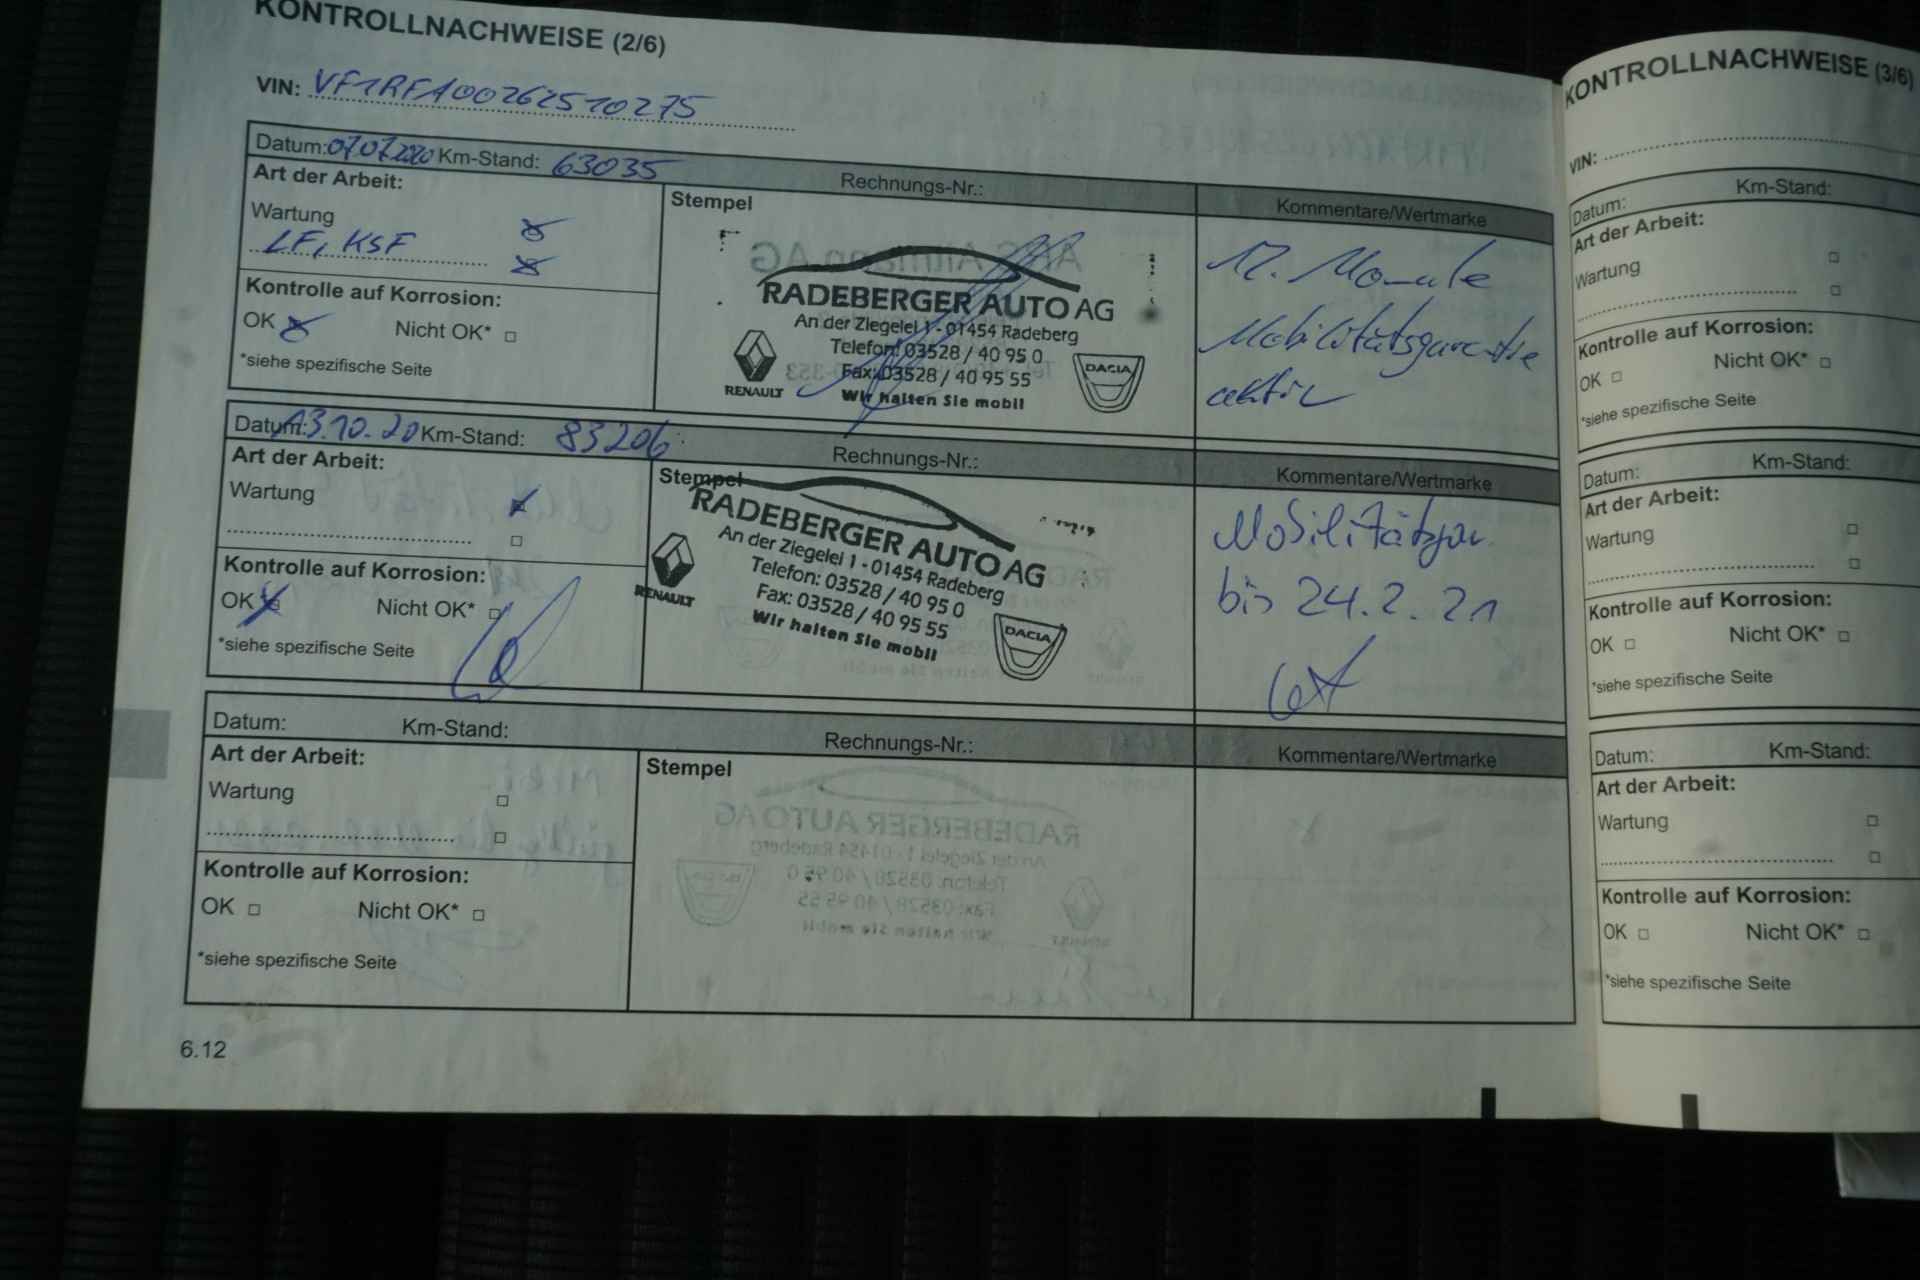 KONTROLLNACHWEISE (2/6)
VIN: VF1RFA00262510275
Datum: 07.07.2020 Km-Stand: 63035 Rechnungs-Nr.:
Art der Arbeit:
Wartung
LF, KSF
Kontrolle auf Korrosion:
OK Nicht OK*
*siehe spezifische Seite
Stempel
RADEBERGER AUTO AG
An der Ziegelei 1 - 01454 Radeberg
Telefon: 03528 / 40 95 0
Fax: 03528 / 40 95 55
Wir halten Sie mobil
RENAULT
DACIA
Kommentare/Wertmarke
12. Monate
Mobilitätsgarantie
aktiv
Datum: 13.10.20 Km-Stand: 83206 Rechnungs-Nr.:
Art der Arbeit:
Wartung
Kontrolle auf Korrosion:
OK Nicht OK*
*siehe spezifische Seite
Stempel
RADEBERGER AUTO AG
An der Ziegelei 1 - 01454 Radeberg
Telefon: 03528 / 40 95 0
Fax: 03528 / 40 95 55
Wir halten Sie mobil
RENAULT
DACIA
Kommentare/Wertmarke
Mobilitätsgar.
bis 24.2.21
Datum: Km-Stand: Rechnungs-Nr.:
Art der Arbeit:
Wartung
Kontrolle auf Korrosion:
OK Nicht OK*
*siehe spezifische Seite
Stempel
Kommentare/Wertmarke
6.12
KONTROLLNACHWEISE (3/6)
VIN:
Datum: Km-Stand:
Art der Arbeit:
Wartung
Kontrolle auf Korrosion:
OK Nicht OK*
*siehe spezifische Seite
Datum: Km-Stand:
Art der Arbeit:
Wartung
Kontrolle auf Korrosion:
OK Nicht OK*
*siehe spezifische Seite
Datum: Km-Stand:
Art der Arbeit:
Wartung
Kontrolle auf Korrosion:
OK Nicht OK*
*siehe spezifische Seite